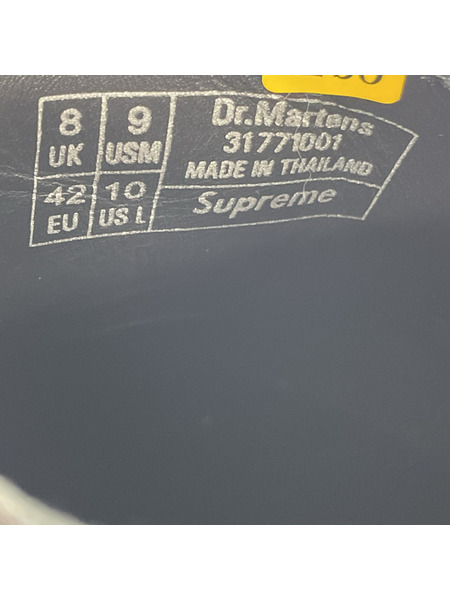 8 UK
9 USM
42 EU
10 US L
Dr.Martens
31771001
MADE IN THAILAND
Supreme